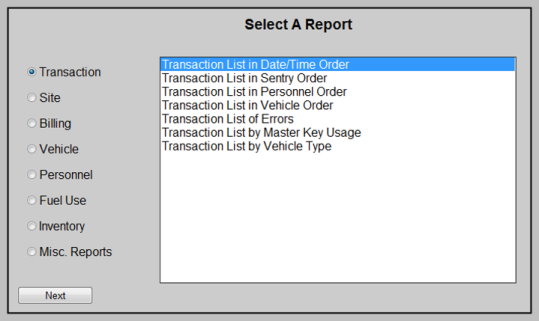 Select A Report
Transaction
Site
Billing
Vehicle
Personnel
Fuel Use
Inventory
Misc. Reports
Transaction List in Date/Time Order
Transaction List in Sentry Order
Transaction List in Personnel Order
Transaction List in Vehicle Order
Transaction List of Errors
Transaction List by Master Key Usage
Transaction List by Vehicle Type
Next